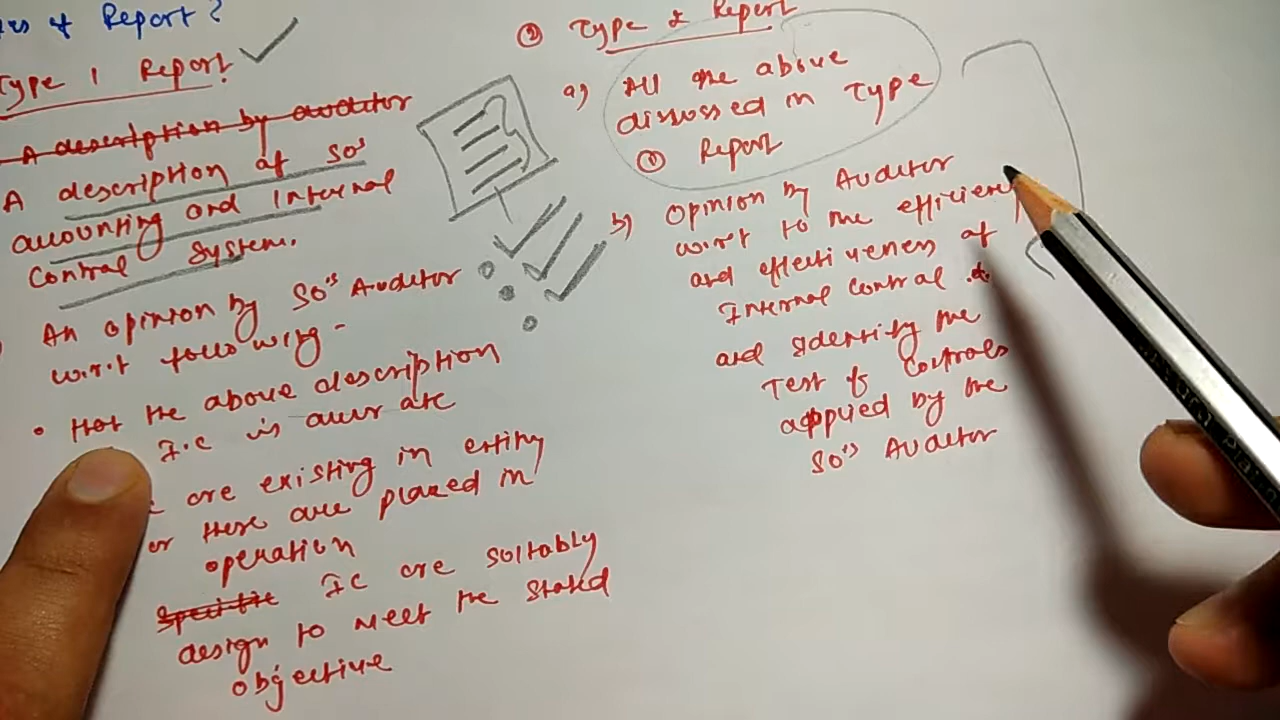 & Report?
Type 1 Report
A description by auditor
A description of SO's
accounting and Internal
Control System.
An opinion by SO's Auditor
w.r.t following -
• That the above description
I.C is accurate
are existing in entity
or these are placed in
operation
Specific I.C are suitably
design to meet the stated
objective
② Type 2 Report
a) All the above
discussed in Type
① Report
b) Opinion by Auditor
w.r.t to the efficiency
and effectiveness of
Internal Control
and Identify the
Test of Controls
applied by the
SO's Auditor